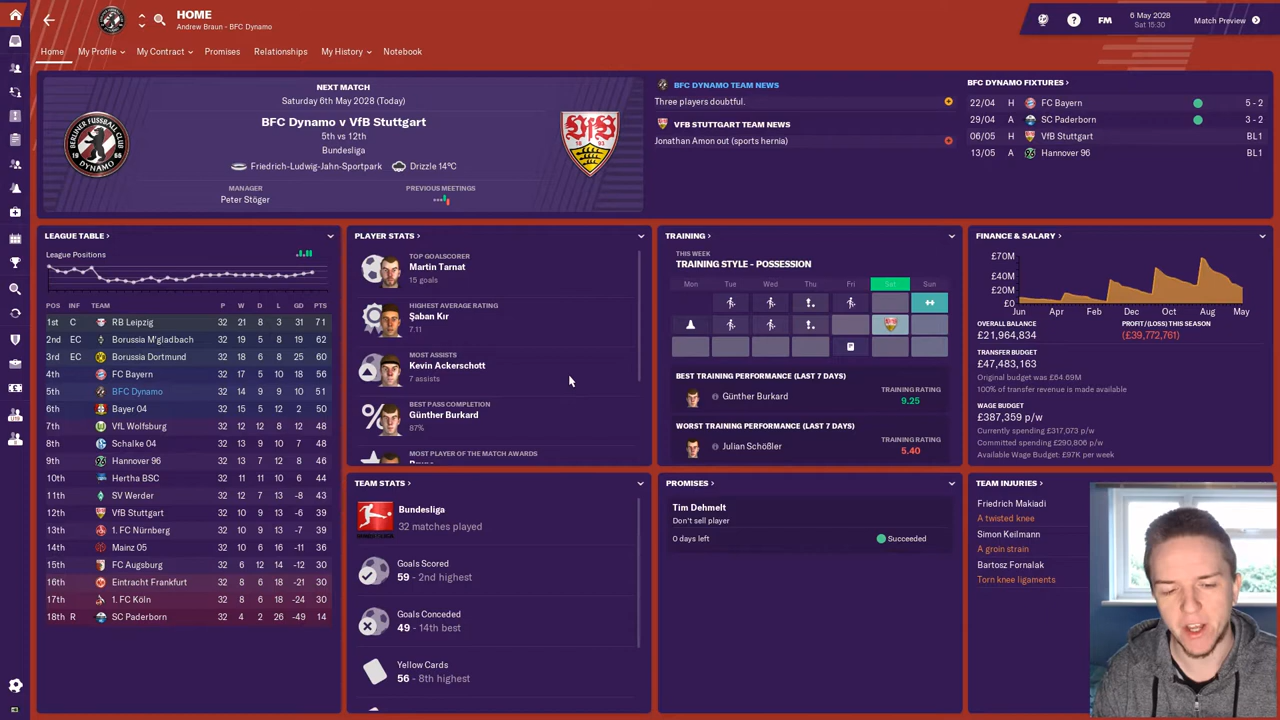 HOME
Andrew Braun - BFC Dynamo
FM
6 May 2028
Sat 15:30
Match Preview
Home
My Profile
My Contract
Promises
Relationships
My History
Notebook
NEXT MATCH
Saturday 6th May 2028 (Today)
BFC Dynamo v VfB Stuttgart
5th vs 12th
Bundesliga
Friedrich-Ludwig-Jahn-Sportpark
Drizzle 14°C
MANAGER
Peter Stöger
PREVIOUS MEETINGS
BFC DYNAMO TEAM NEWS
Three players doubtful.
VFB STUTTGART TEAM NEWS
Jonathan Amon out (sports hernia)
BFC DYNAMO FIXTURES
22/04 H FC Bayern 5 - 2
29/04 A SC Paderborn 3 - 2
06/05 H VfB Stuttgart BL1
13/05 A Hannover 96 BL1
LEAGUE TABLE
League Positions
POS INF TEAM P W D L GD PTS
1st C RB Leipzig 32 21 8 3 31 71
2nd EC Borussia M'gladbach 32 19 5 8 19 62
3rd EC Borussia Dortmund 32 18 6 8 25 60
4th FC Bayern 32 17 5 10 18 56
5th BFC Dynamo 32 14 9 9 10 51
6th Bayer 04 32 15 5 12 2 50
7th VfL Wolfsburg 32 12 12 8 12 48
8th Schalke 04 32 13 9 10 7 48
9th Hannover 96 32 13 7 12 8 46
10th Hertha BSC 32 11 11 10 6 44
11th SV Werder 32 12 7 13 -8 43
12th VfB Stuttgart 32 10 9 13 -6 39
13th 1. FC Nürnberg 32 10 9 13 -7 39
14th Mainz 05 32 10 6 16 -11 36
15th FC Augsburg 32 6 12 14 -12 30
16th Eintracht Frankfurt 32 8 6 18 -21 30
17th 1. FC Köln 32 8 6 18 -24 30
18th R SC Paderborn 32 4 2 26 -49 14
PLAYER STATS
TOP GOALSCORER
Martin Tarnat
15 goals
HIGHEST AVERAGE RATING
Şaban Kır
7.11
MOST ASSISTS
Kevin Ackerschott
7 assists
BEST PASS COMPLETION
Günther Burkard
87%
MOST PLAYER OF THE MATCH AWARDS
TEAM STATS
Bundesliga
32 matches played
Goals Scored
59 - 2nd highest
Goals Conceded
49 - 14th best
Yellow Cards
56 - 8th highest
TRAINING
THIS WEEK
TRAINING STYLE - POSSESSION
Mon Tue Wed Thu Fri Sat Sun
BEST TRAINING PERFORMANCE (LAST 7 DAYS)
Günther Burkard
TRAINING RATING
9.25
WORST TRAINING PERFORMANCE (LAST 7 DAYS)
Julian Schößler
TRAINING RATING
5.40
PROMISES
Tim Dehmelt
Don't sell player
0 days left
Succeeded
FINANCE & SALARY
£70M
£40M
£20M
£0
Jun Apr Feb Dec Oct Aug May
OVERALL BALANCE
£21,964,834
PROFIT/(LOSS) THIS SEASON
(£39,772,761)
TRANSFER BUDGET
£47,483,163
Original budget was £64.69M
100% of transfer revenue is made available
WAGE BUDGET
£387,359 p/w
Currently spending £317,073 p/w
Committed spending £290,806 p/w
Available Wage Budget: £97K per week
TEAM INJURIES
Friedrich Makiadi
A twisted knee
Simon Keilmann
A groin strain
Bartosz Fornalak
Torn knee ligaments